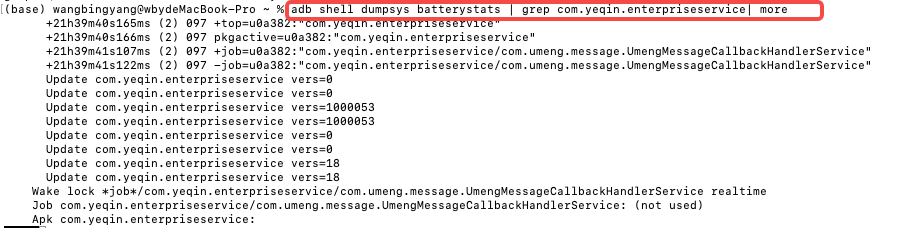 (base) wangbingyang@wbydeMacBook-Pro ~ % adb shell dumpsys batterystats | grep com.yeqin.enterpriseservice| more
+21h39m40s165ms (2) 097 +top=u0a382:"com.yeqin.enterpriseservice"
+21h39m40s166ms (2) 097 pkgactive=u0a382:"com.yeqin.enterpriseservice"
+21h39m41s107ms (2) 097 +job=u0a382:"com.yeqin.enterpriseservice/com.umeng.message.UmengMessageCallbackHandlerService"
+21h39m41s122ms (2) 097 -job=u0a382:"com.yeqin.enterpriseservice/com.umeng.message.UmengMessageCallbackHandlerService"
Update com.yeqin.enterpriseservice vers=0
Update com.yeqin.enterpriseservice vers=0
Update com.yeqin.enterpriseservice vers=1000053
Update com.yeqin.enterpriseservice vers=1000053
Update com.yeqin.enterpriseservice vers=0
Update com.yeqin.enterpriseservice vers=0
Update com.yeqin.enterpriseservice vers=18
Update com.yeqin.enterpriseservice vers=18
Wake lock *job*/com.yeqin.enterpriseservice/com.umeng.message.UmengMessageCallbackHandlerService realtime
Job com.yeqin.enterpriseservice/com.umeng.message.UmengMessageCallbackHandlerService: (not used)
Apk com.yeqin.enterpriseservice: